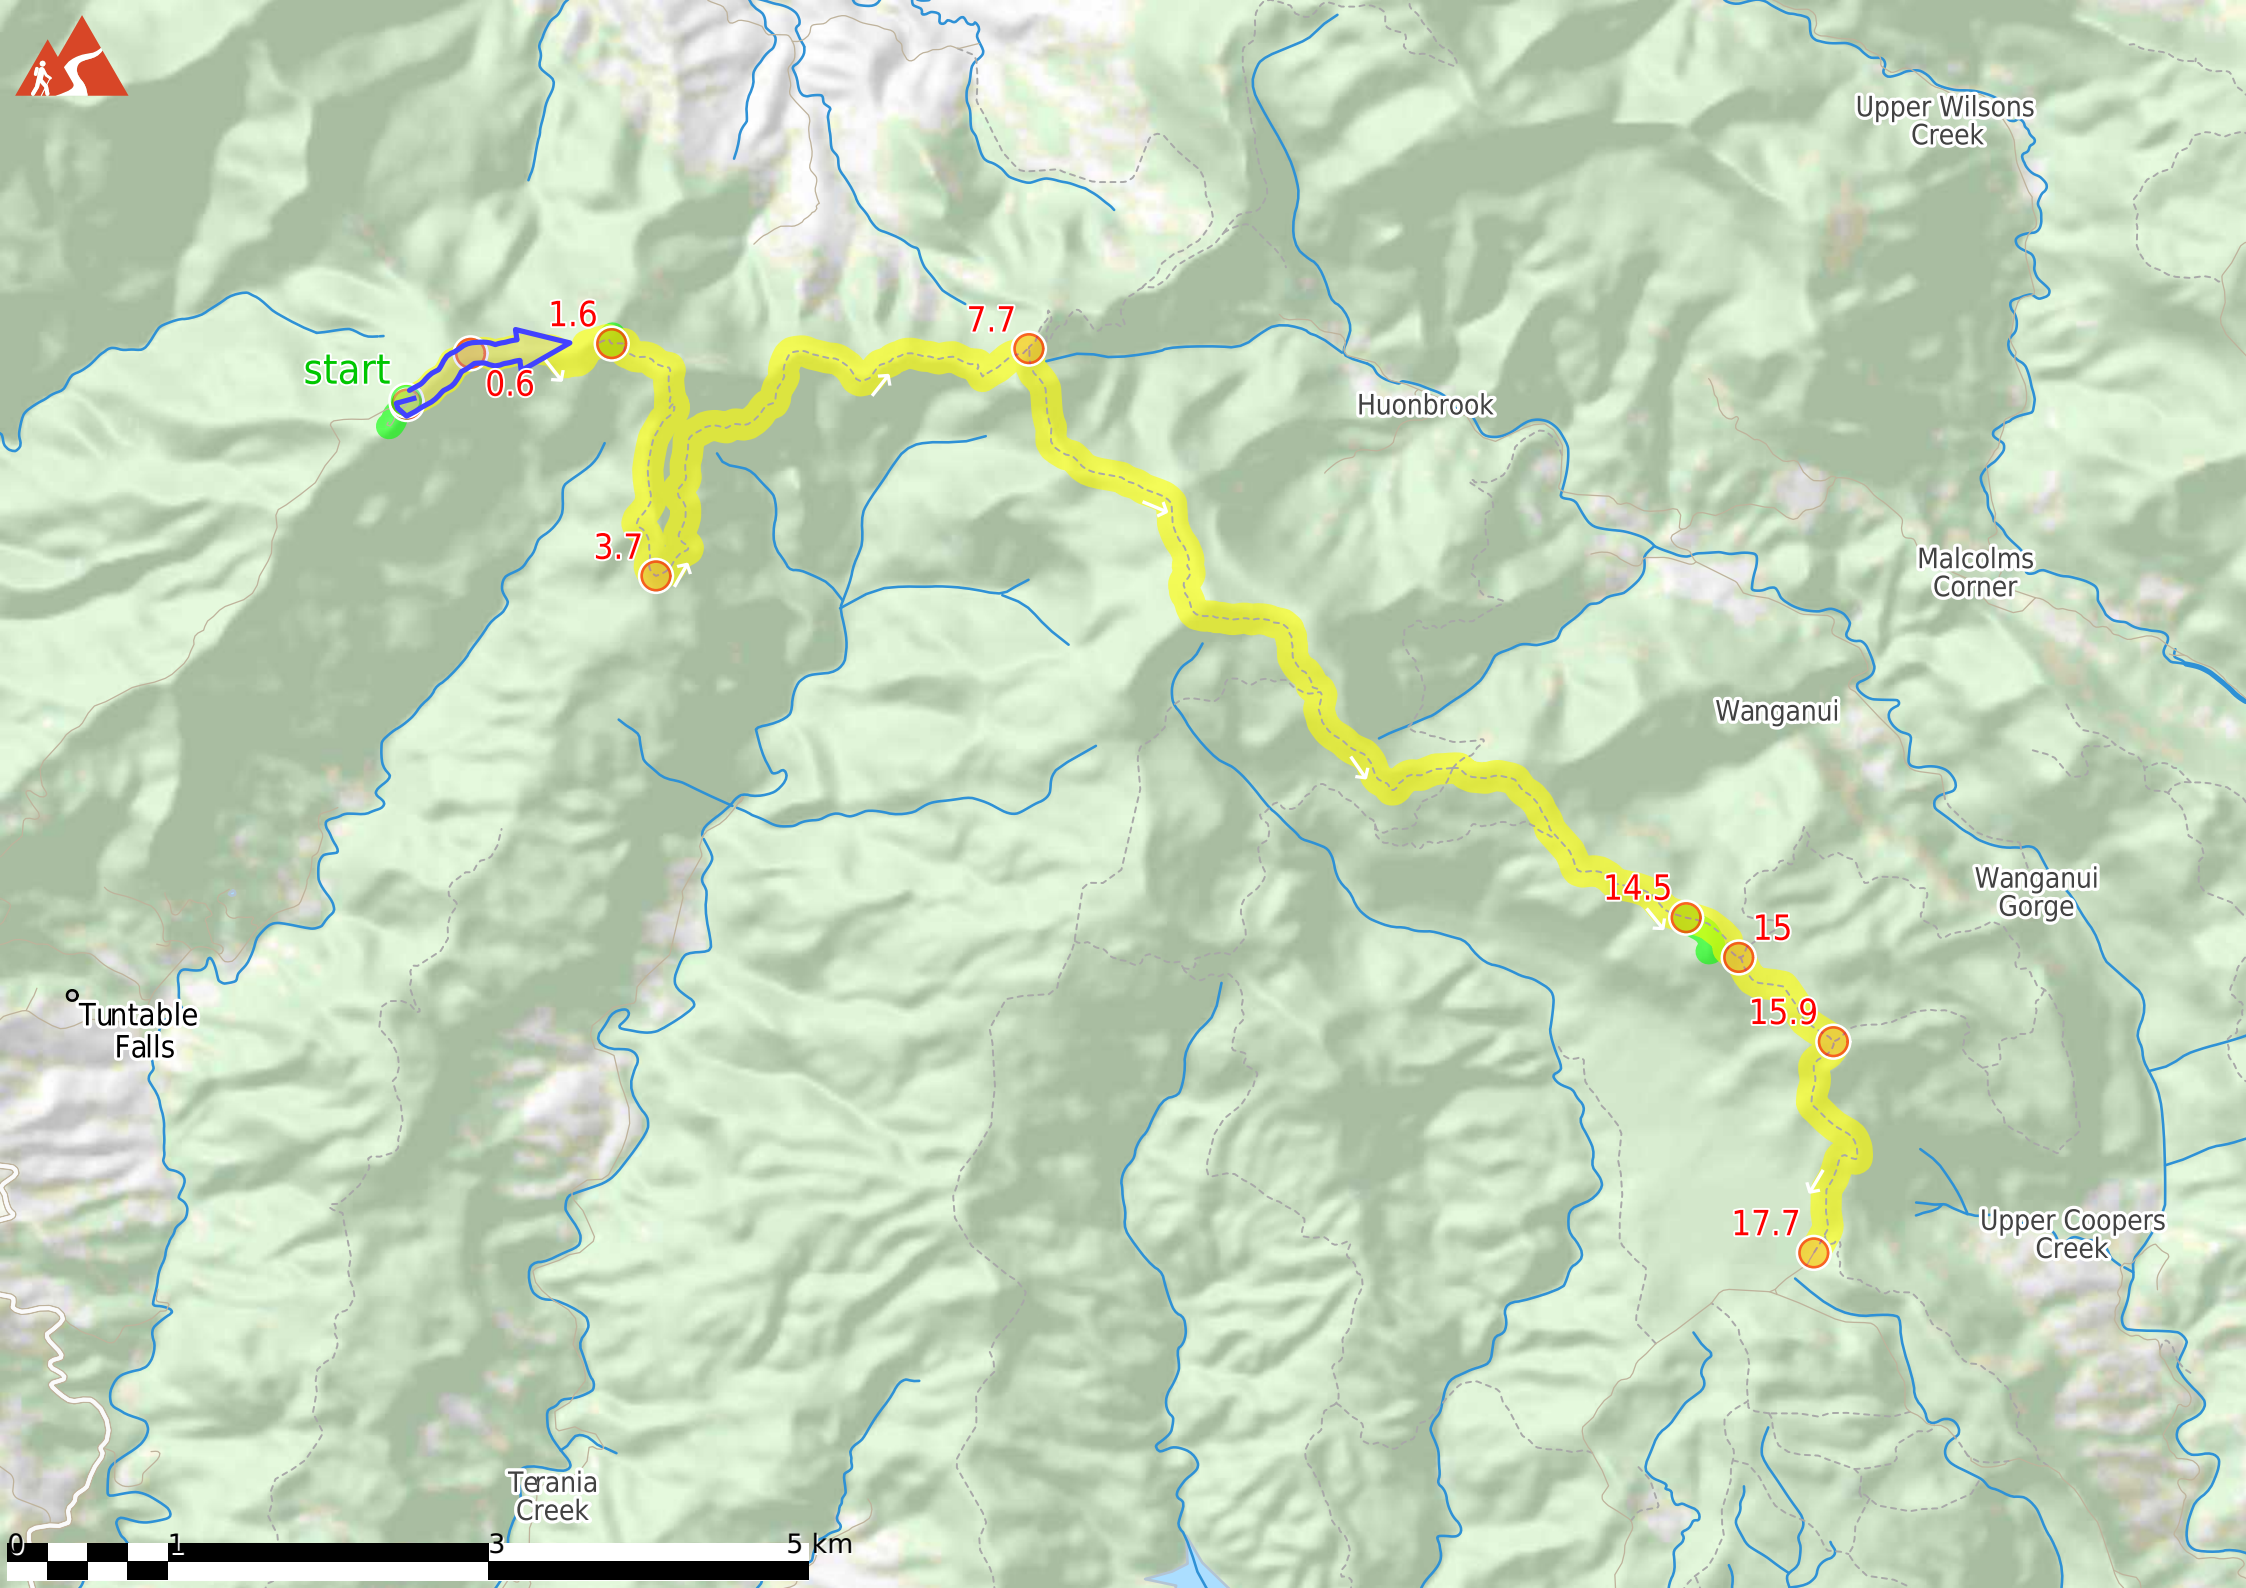 Upper Wilsons
Creek
1.6
7.7
start
0.6
Huonbrook
3.7
Malcolms
Corner
Wanganui
14.5
Wanganui
Gorge
15
15.9
Tuntable
Falls
17.7
Upper Coopers
Creek
Terania
Creek
0 1 3 5 km